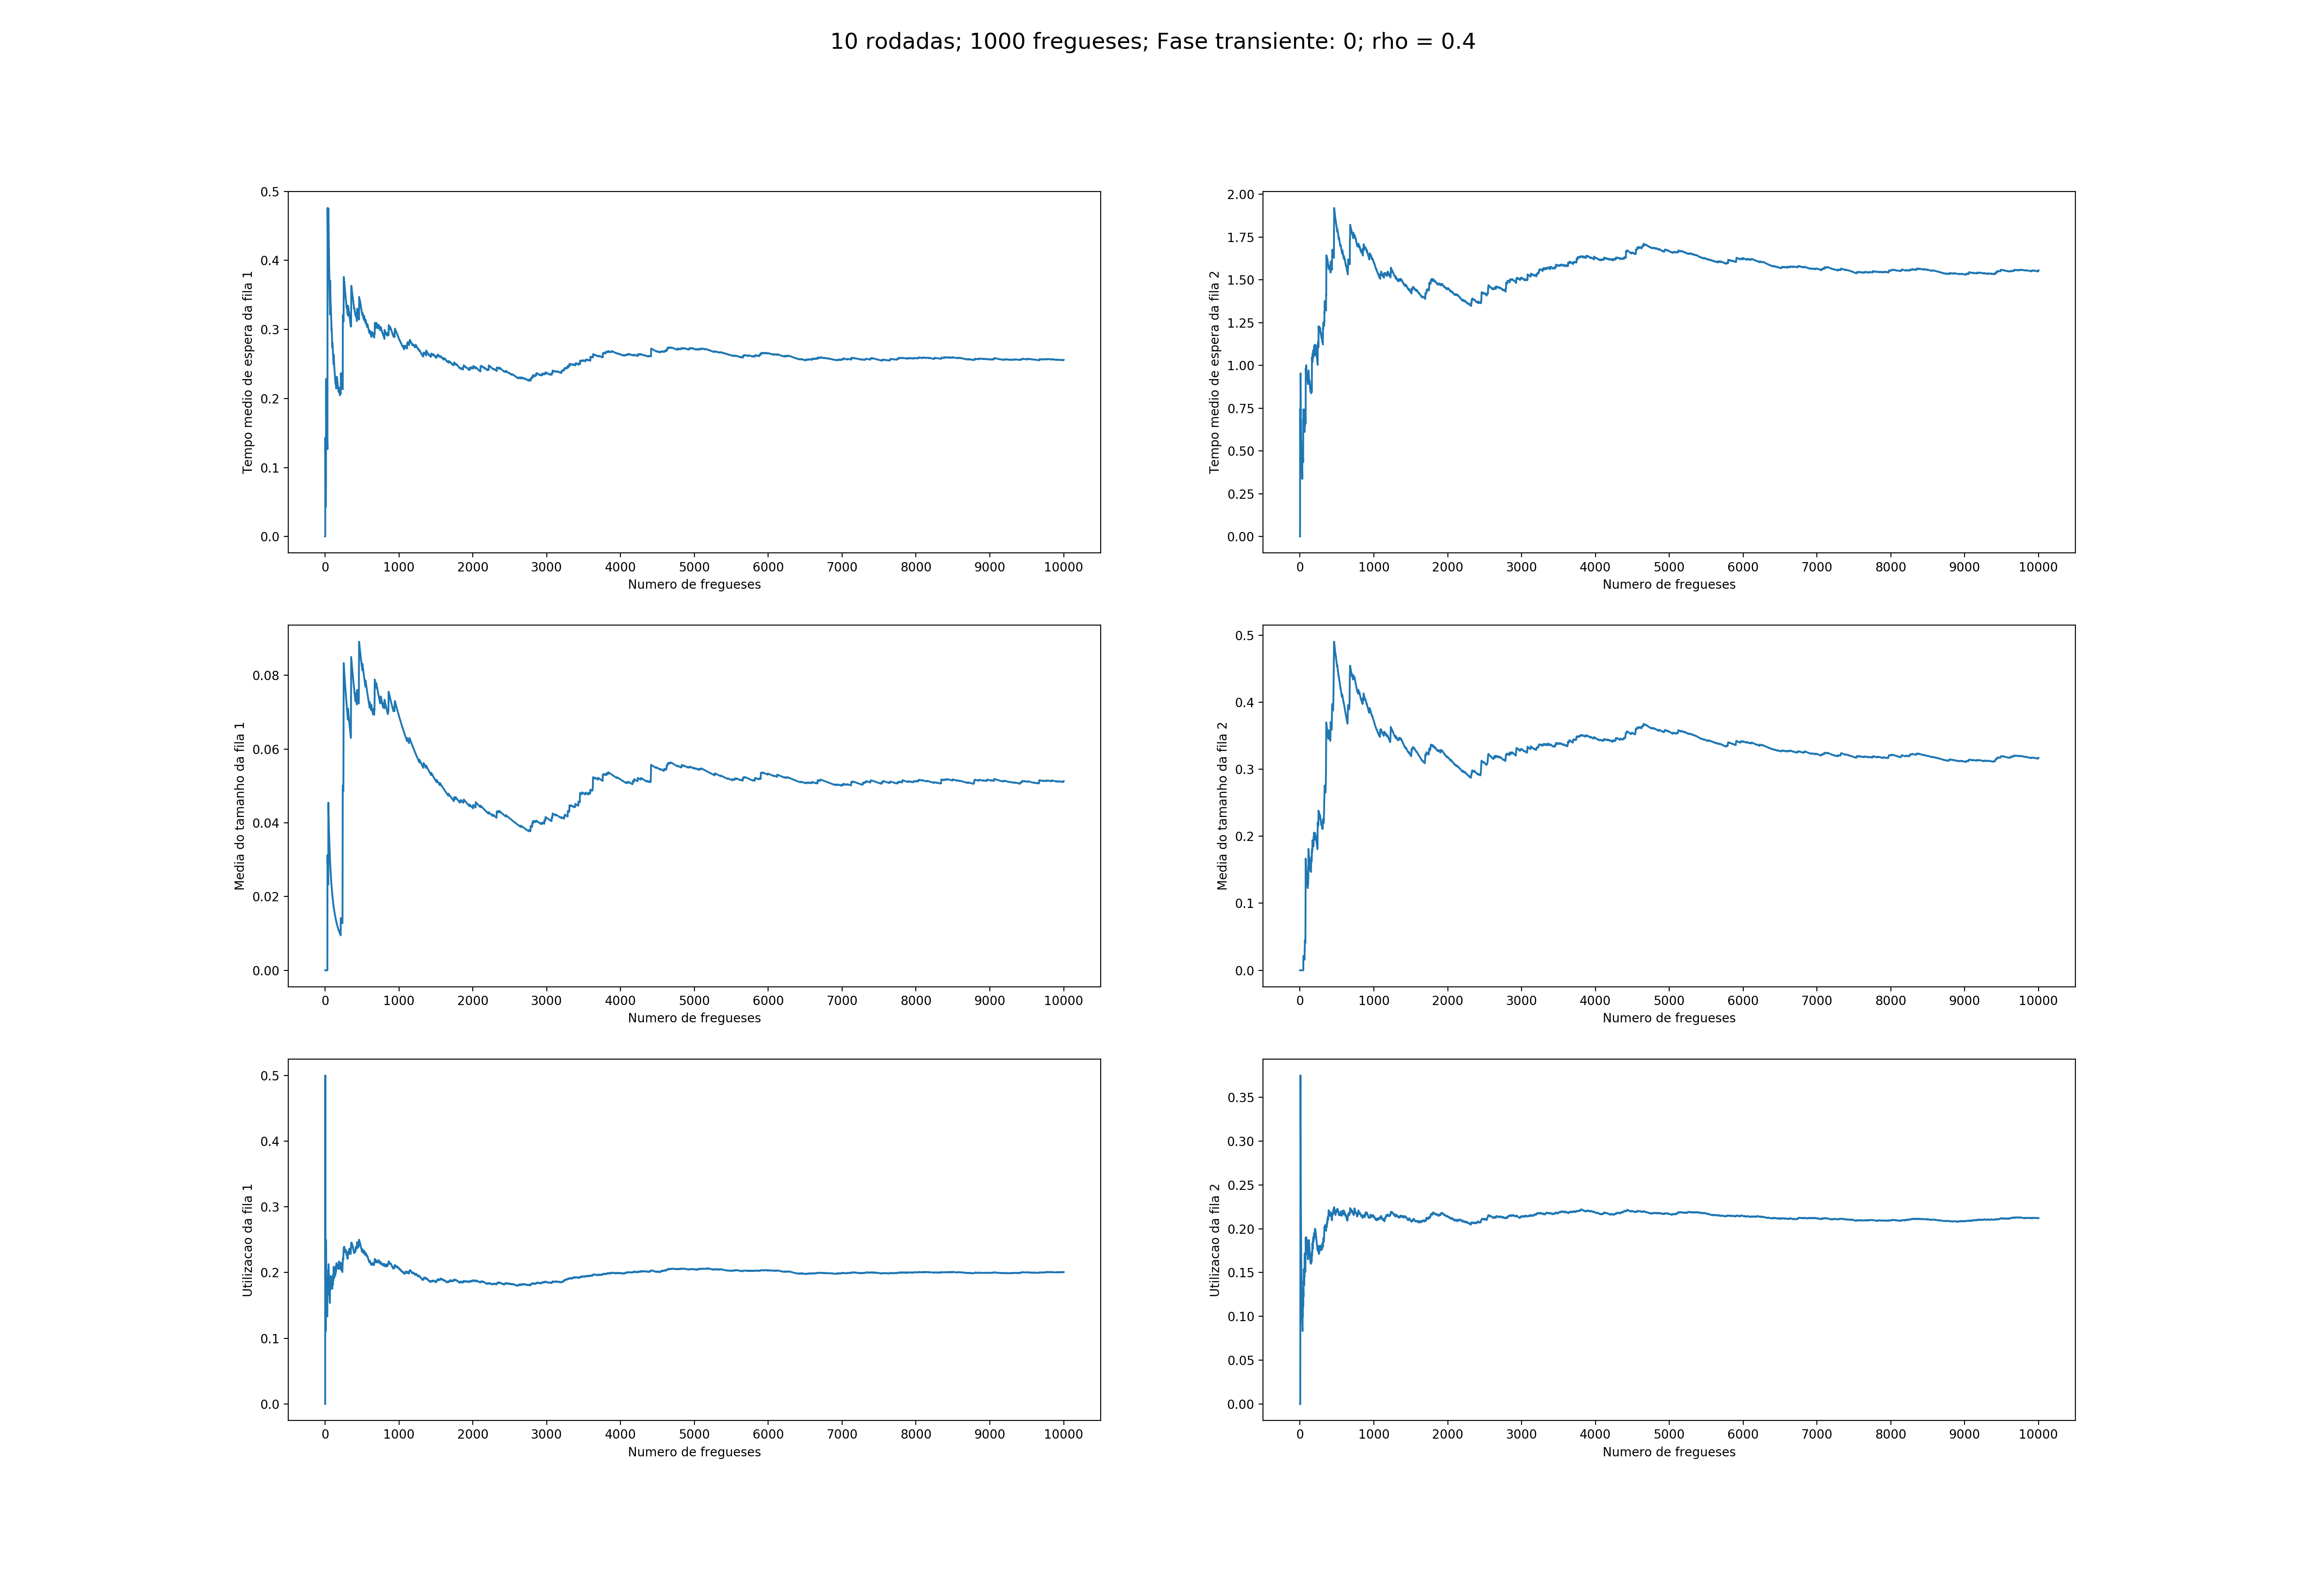 10 rodadas; 1000 fregueses; Fase transiente: 0; rho = 0.4
Tempo medio de espera da fila 1
0.5
0.4
0.3
0.2
0.1
0.0
0 1000 2000 3000 4000 5000 6000 7000 8000 9000 10000
Numero de fregueses
Tempo medio de espera da fila 2
2.00
1.75
1.50
1.25
1.00
0.75
0.50
0.25
0.00
0 1000 2000 3000 4000 5000 6000 7000 8000 9000 10000
Numero de fregueses
Media do tamanho da fila 1
0.08
0.06
0.04
0.02
0.00
0 1000 2000 3000 4000 5000 6000 7000 8000 9000 10000
Numero de fregueses
Media do tamanho da fila 2
0.5
0.4
0.3
0.2
0.1
0.0
0 1000 2000 3000 4000 5000 6000 7000 8000 9000 10000
Numero de fregueses
Utilizacao da fila 1
0.5
0.4
0.3
0.2
0.1
0.0
0 1000 2000 3000 4000 5000 6000 7000 8000 9000 10000
Numero de fregueses
Utilizacao da fila 2
0.35
0.30
0.25
0.20
0.15
0.10
0.05
0.00
0 1000 2000 3000 4000 5000 6000 7000 8000 9000 10000
Numero de fregueses